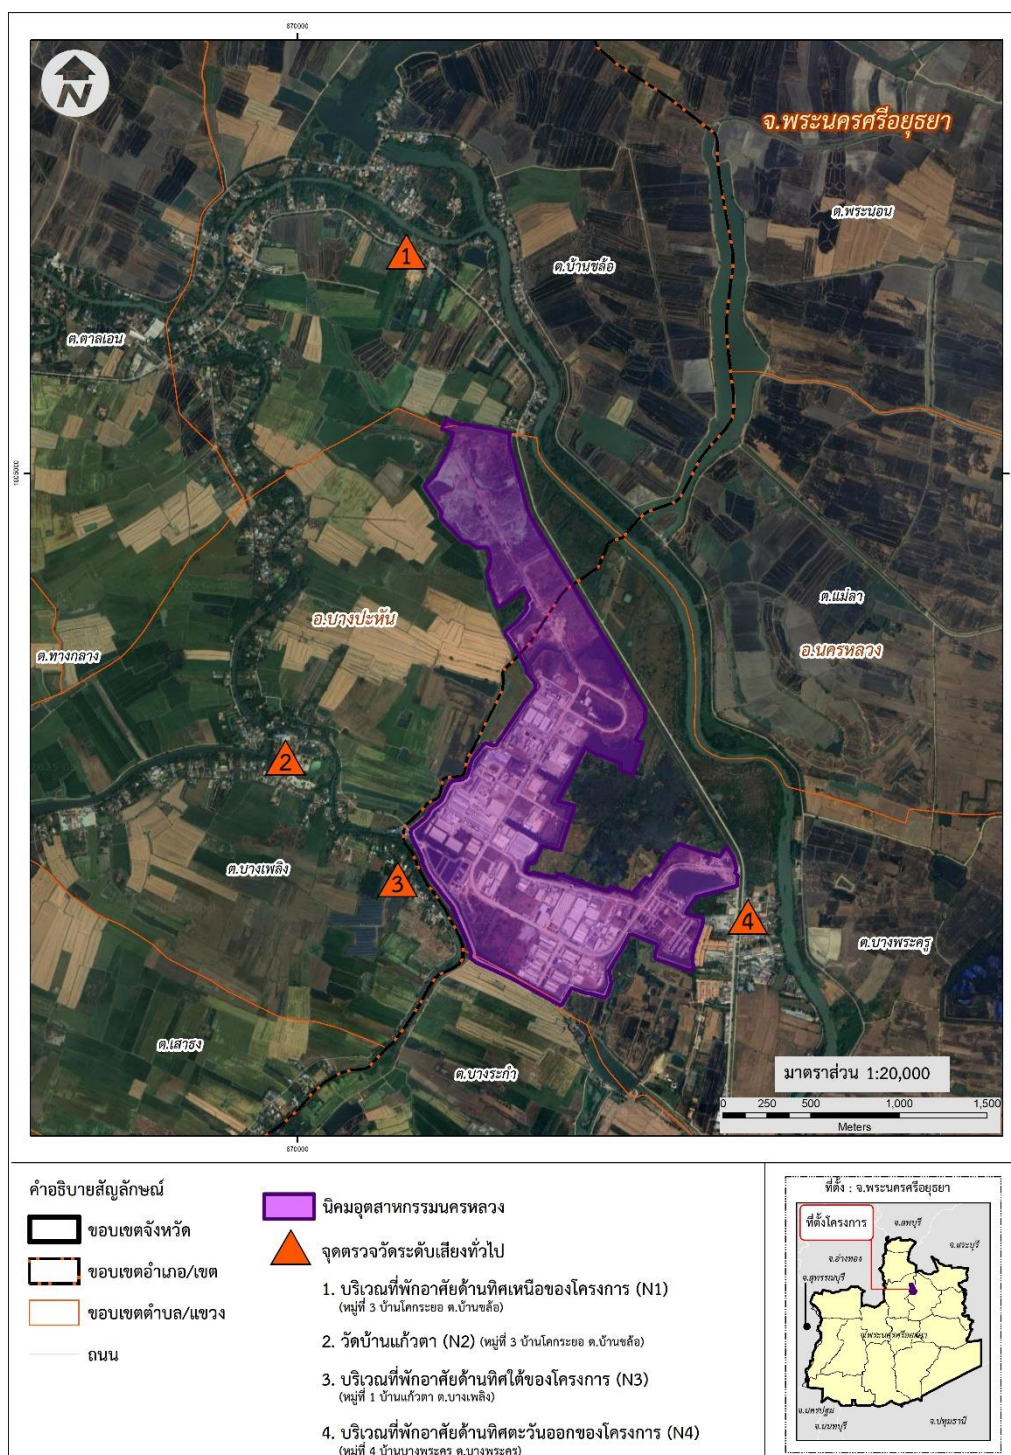 670000
N
จ.พระนครศรีอยุธยา
ต.พระนอน
1
ต.บ้านขล้อ
ต.ตาลเอน
1605000
ต.แม่ลา
อ.บางปะหัน
ต.ทางกลาง
อ.นครหลวง
2
3
ต.บางเพลิง
4
ต.บางพระครู
ต.เสาธง
ต.บางระกำ
มาตราส่วน 1:20,000
0 250 500 1,000 1,500
Meters
670000
คำอธิบายสัญลักษณ์
ขอบเขตจังหวัด
ขอบเขตอำเภอ/เขต
ขอบเขตตำบล/แขวง
ถนน
นิคมอุตสาหกรรมนครหลวง
จุดตรวจวัดระดับเสียงทั่วไป
1. บริเวณที่พักอาศัยด้านทิศเหนือของโครงการ (N1)
(หมู่ที่ 3 บ้านโคกระยอ ต.บ้านขล้อ)
2. วัดบ้านแก้วตา (N2) (หมู่ที่ 3 บ้านโคกระยอ ต.บ้านขล้อ)
3. บริเวณที่พักอาศัยด้านทิศใต้ของโครงการ (N3)
(หมู่ที่ 1 บ้านแก้วตา ต.บางเพลิง)
4. บริเวณที่พักอาศัยด้านทิศตะวันออกของโครงการ (N4)
(หมู่ที่ 4 บ้านบางพระครู ต.บางพระครู)
ที่ตั้ง : จ.พระนครศรีอยุธยา
ที่ตั้งโครงการ
จ.ลพบุรี
จ.สระบุรี
จ.อ่างทอง
จ.สุพรรณบุรี
จ.พระนครศรีอยุธยา
จ.นครปฐม
จ.นนทบุรี
จ.ปทุมธานี